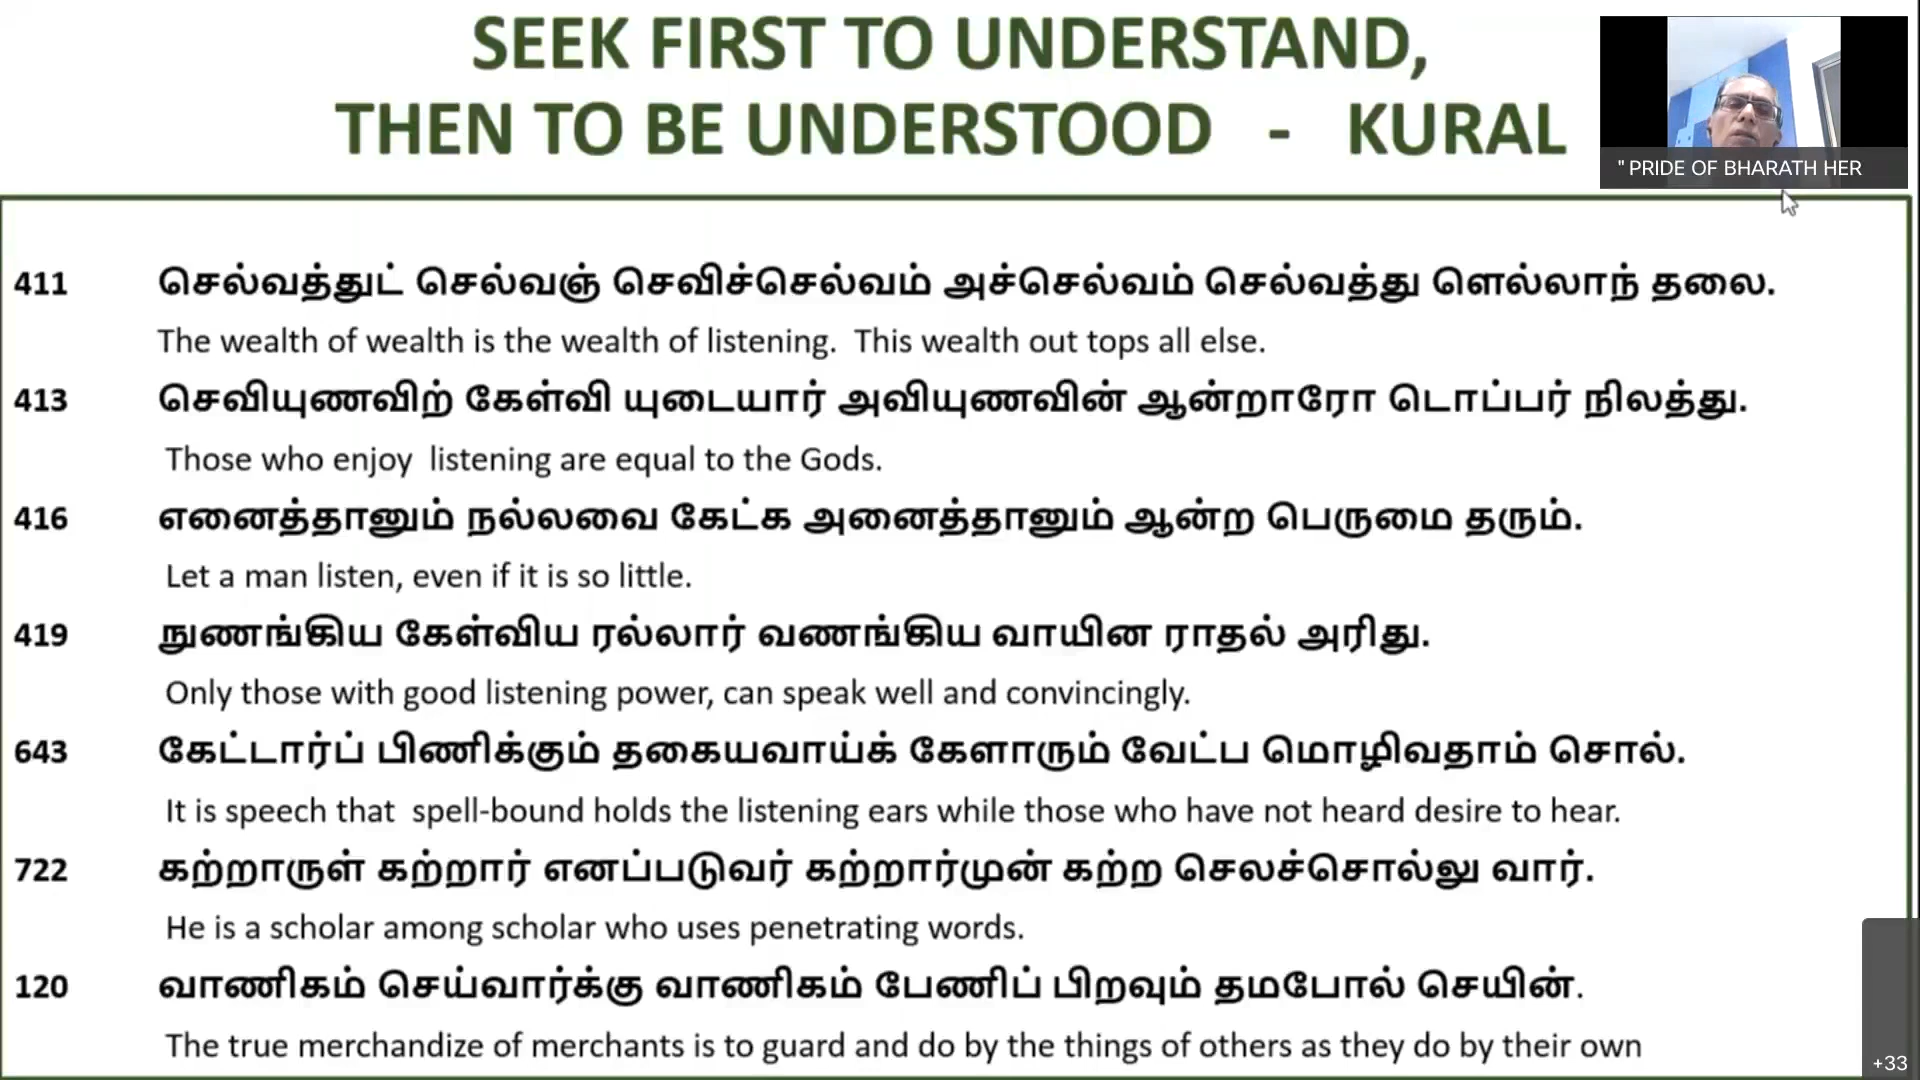 SEEK FIRST TO UNDERSTAND,
THEN TO BE UNDERSTOOD - KURAL
" PRIDE OF BHARATH HER
411 செல்வத்துட் செல்வஞ் செவிச்செல்வம் அச்செல்வம் செல்வத்து ளெல்லாந் தலை.
The wealth of wealth is the wealth of listening. This wealth out tops all else.
413 செவியுணவிற் கேள்வி யுடையார் அவியுணவின் ஆன்றாரோ டொப்பர் நிலத்து.
Those who enjoy listening are equal to the Gods.
416 எனைத்தானும் நல்லவை கேட்க அனைத்தானும் ஆன்ற பெருமை தரும்.
Let a man listen, even if it is so little.
419 நுணங்கிய கேள்விய ரல்லார் வணங்கிய வாயின ராதல் அரிது.
Only those with good listening power, can speak well and convincingly.
643 கேட்டார்ப் பிணிக்கும் தகையவாய்க் கேளாரும் வேட்ப மொழிவதாம் சொல்.
It is speech that spell-bound holds the listening ears while those who have not heard desire to hear.
722 கற்றாருள் கற்றார் எனப்படுவர் கற்றார்முன் கற்ற செலச்சொல்லு வார்.
He is a scholar among scholar who uses penetrating words.
120 வாணிகம் செய்வார்க்கு வாணிகம் பேணிப் பிறவும் தமபோல் செயின்.
The true merchandize of merchants is to guard and do by the things of others as they do by their own
+33